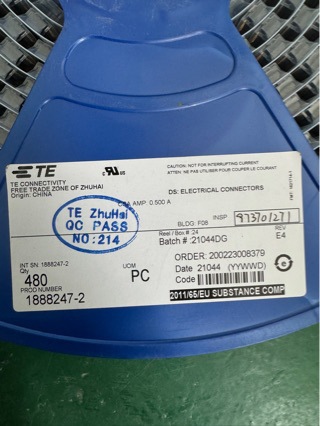 TE
TE CONNECTIVITY
FREE TRADE ZONE OF ZHUHAI
Origin: CHINA
CAUTION: NOT FOR INTERRUPTING CURRENT
ATTEN: NE PAS UTILISER POUR COUPER LE COURANT
AMP 0.500 A
DS: ELECTRICAL CONNECTORS
TE ZhuHai
QC PASS
NO:214
BLDG: F08
INSP
Reel / Box #:24
Batch #:21044DG
REV
E4
ORDER: 200223008379
Date 21044 (YYWWD)
Code
INT SN: 1888247-2
Qty
480
UOM
PC
PROD NUMBER
1888247-2
2011/65/EU SUBSTANCE COMP
e